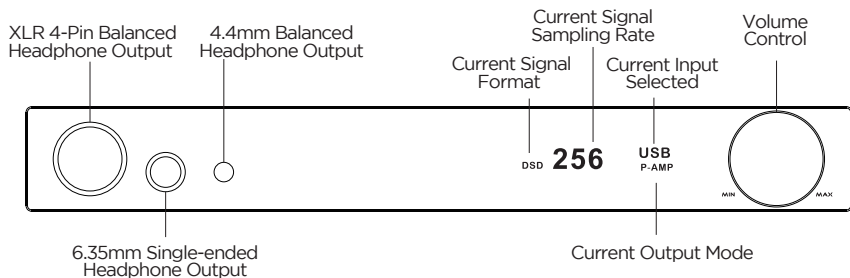 XLR 4-Pin Balanced
Headphone Output
4.4mm Balanced
Headphone Output
Current Signal
Format
Current Signal
Sampling Rate
Current Input
Selected
Volume
Control
DSD 256
USB
P-AMP
MIN
MAX
6.35mm Single-ended
Headphone Output
Current Output Mode